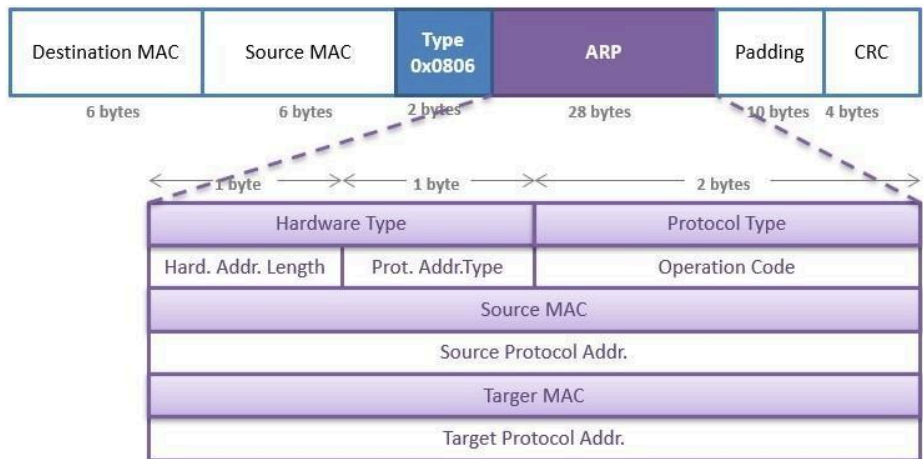 Destination MAC
Source MAC
Type
0x0806
ARP
Padding
CRC
6 bytes
6 bytes
2 bytes
28 bytes
10 bytes
4 bytes
1 byte
1 byte
2 bytes
Hardware Type
Protocol Type
Hard. Addr. Length
Prot. Addr.Type
Operation Code
Source MAC
Source Protocol Addr.
Targer MAC
Target Protocol Addr.